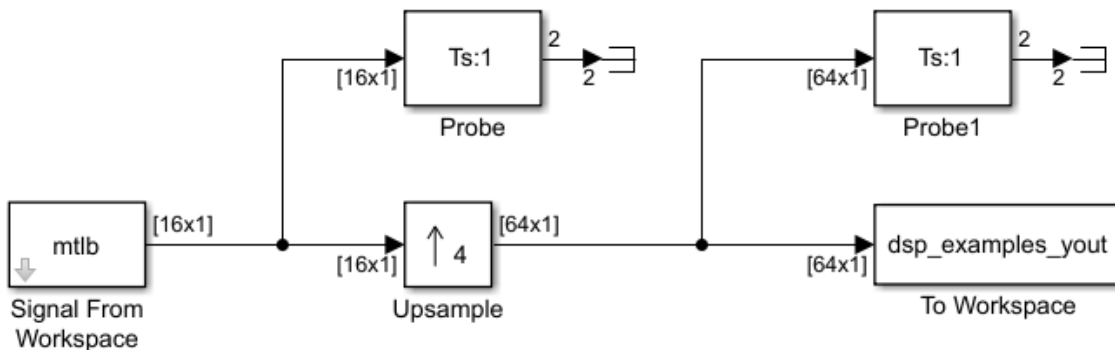 Ts:1
2
[16x1]
2
Probe
Ts:1
2
[64x1]
2
Probe1
mtlb
[16x1]
Signal From
Workspace
[16x1]
4
[64x1]
Upsample
[64x1]
dsp_examples_yout
To Workspace